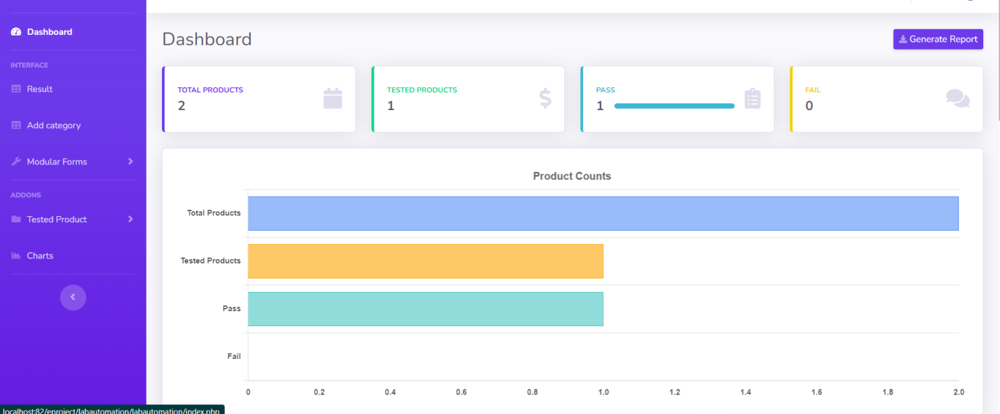 Dashboard
INTERFACE
Result
Add category
Modular Forms
ADDONS
Tested Product
Charts
Dashboard
Generate Report
TOTAL PRODUCTS
2
TESTED PRODUCTS
1
PASS
1
FAIL
0
Product Counts
Total Products
Tested Products
Pass
Fail
0 0.2 0.4 0.6 0.8 1.0 1.2 1.4 1.6 1.8 2.0
localhost:82/eproject/labautomation/labautomation/index.php